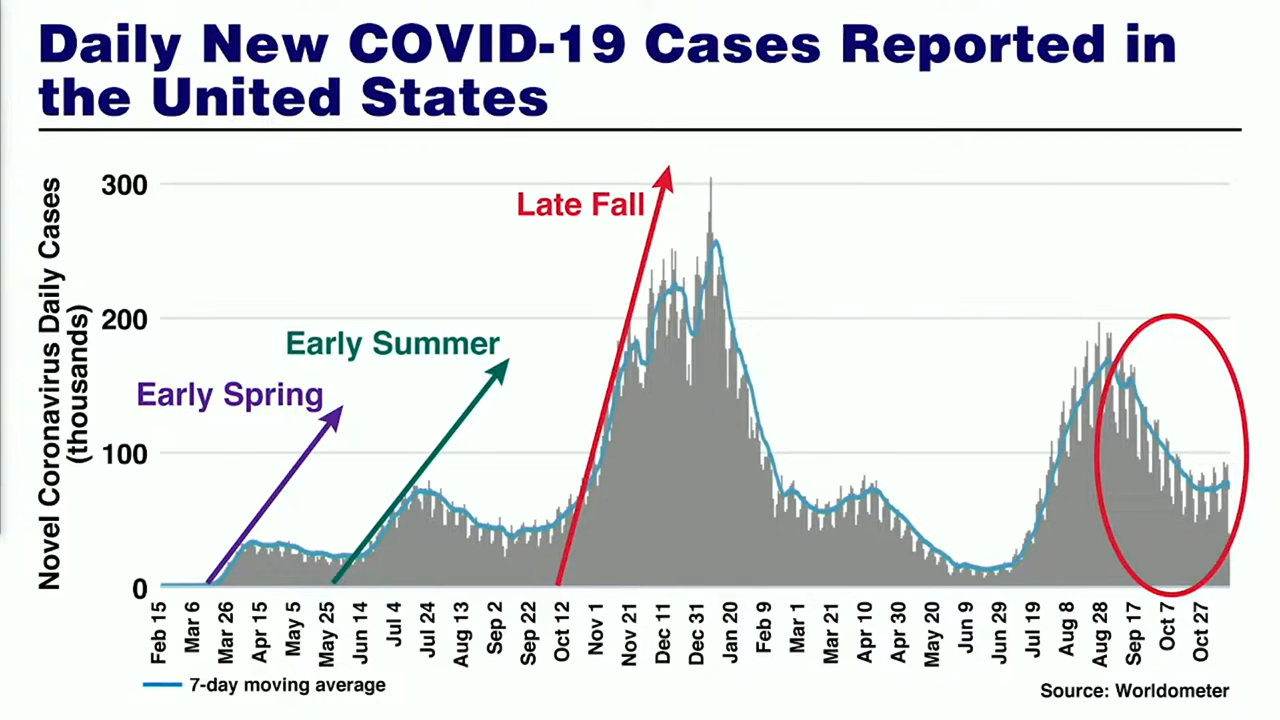 Daily New COVID-19 Cases Reported in
the United States
Novel Coronavirus Daily Cases
(thousands)
300
200
100
0
Early Spring
Early Summer
Late Fall
Feb 15
Mar 6
Mar 26
Apr 15
May 5
May 25
Jun 14
Jul 4
Jul 24
Aug 13
Sep 2
Sep 22
Oct 12
Nov 1
Nov 21
Dec 11
Dec 31
Jan 20
Feb 9
Mar 1
Mar 21
Apr 10
Apr 30
May 20
Jun 9
Jun 29
Jul 19
Aug 8
Aug 28
Sep 17
Oct 7
Oct 27
7-day moving average
Source: Worldometer